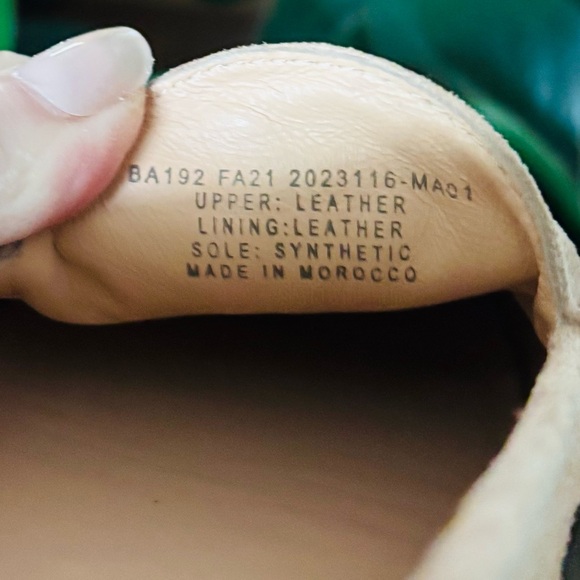 BA192 FA21 2023116-MA01
UPPER: LEATHER
LINING:LEATHER
SOLE: SYNTHETIC
MADE IN MOROCCO